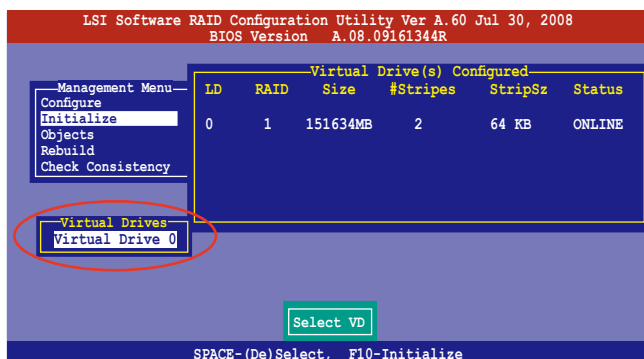 LSI Software RAID Configuration Utility Ver A.60 Jul 30, 2008
BIOS Version A.08.09161344R
Virtual Drive(s) Configured
LD RAID Size #Stripes StripSz Status
0 1 151634MB 2 64 KB ONLINE
Management Menu
Configure
Initialize
Objects
Rebuild
Check Consistency
Virtual Drives
Virtual Drive 0
Select VD
SPACE-(De)Select, F10-Initialize